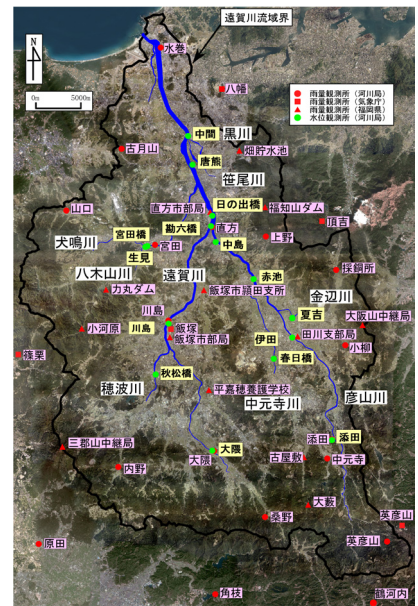 遠賀川流域界
N
水巻
0m 5000m
八幡
●雨量観測所（河川局）
■雨量観測所（気象庁）
▲雨量観測所（福岡県）
●水位観測所（河川局）
中間
黒川
古月山
畑貯水池
唐熊
笹尾川
山口
直方市部局
日の出橋
福知山ダム
頂吉
犬鳴川
宮田橋
宮田
生見
勘六橋
直方
中島
上野
八木山川
遠賀川
採銅所
力丸ダム
飯塚市頴田支所
赤池
金辺川
夏吉
大阪山中継局
小河原
川島
川島
飯塚
飯塚市部局
伊田
田川支部局
小柳
篠栗
秋松橋
春日橋
穂波川
平嘉穂養護学校
中元寺川
彦山川
三郡山中継局
大隈
大隈
添田
添田
古屋敷
中元寺
内野
大藪
桑野
英彦山
英彦山
原田
角枝
鶴河内